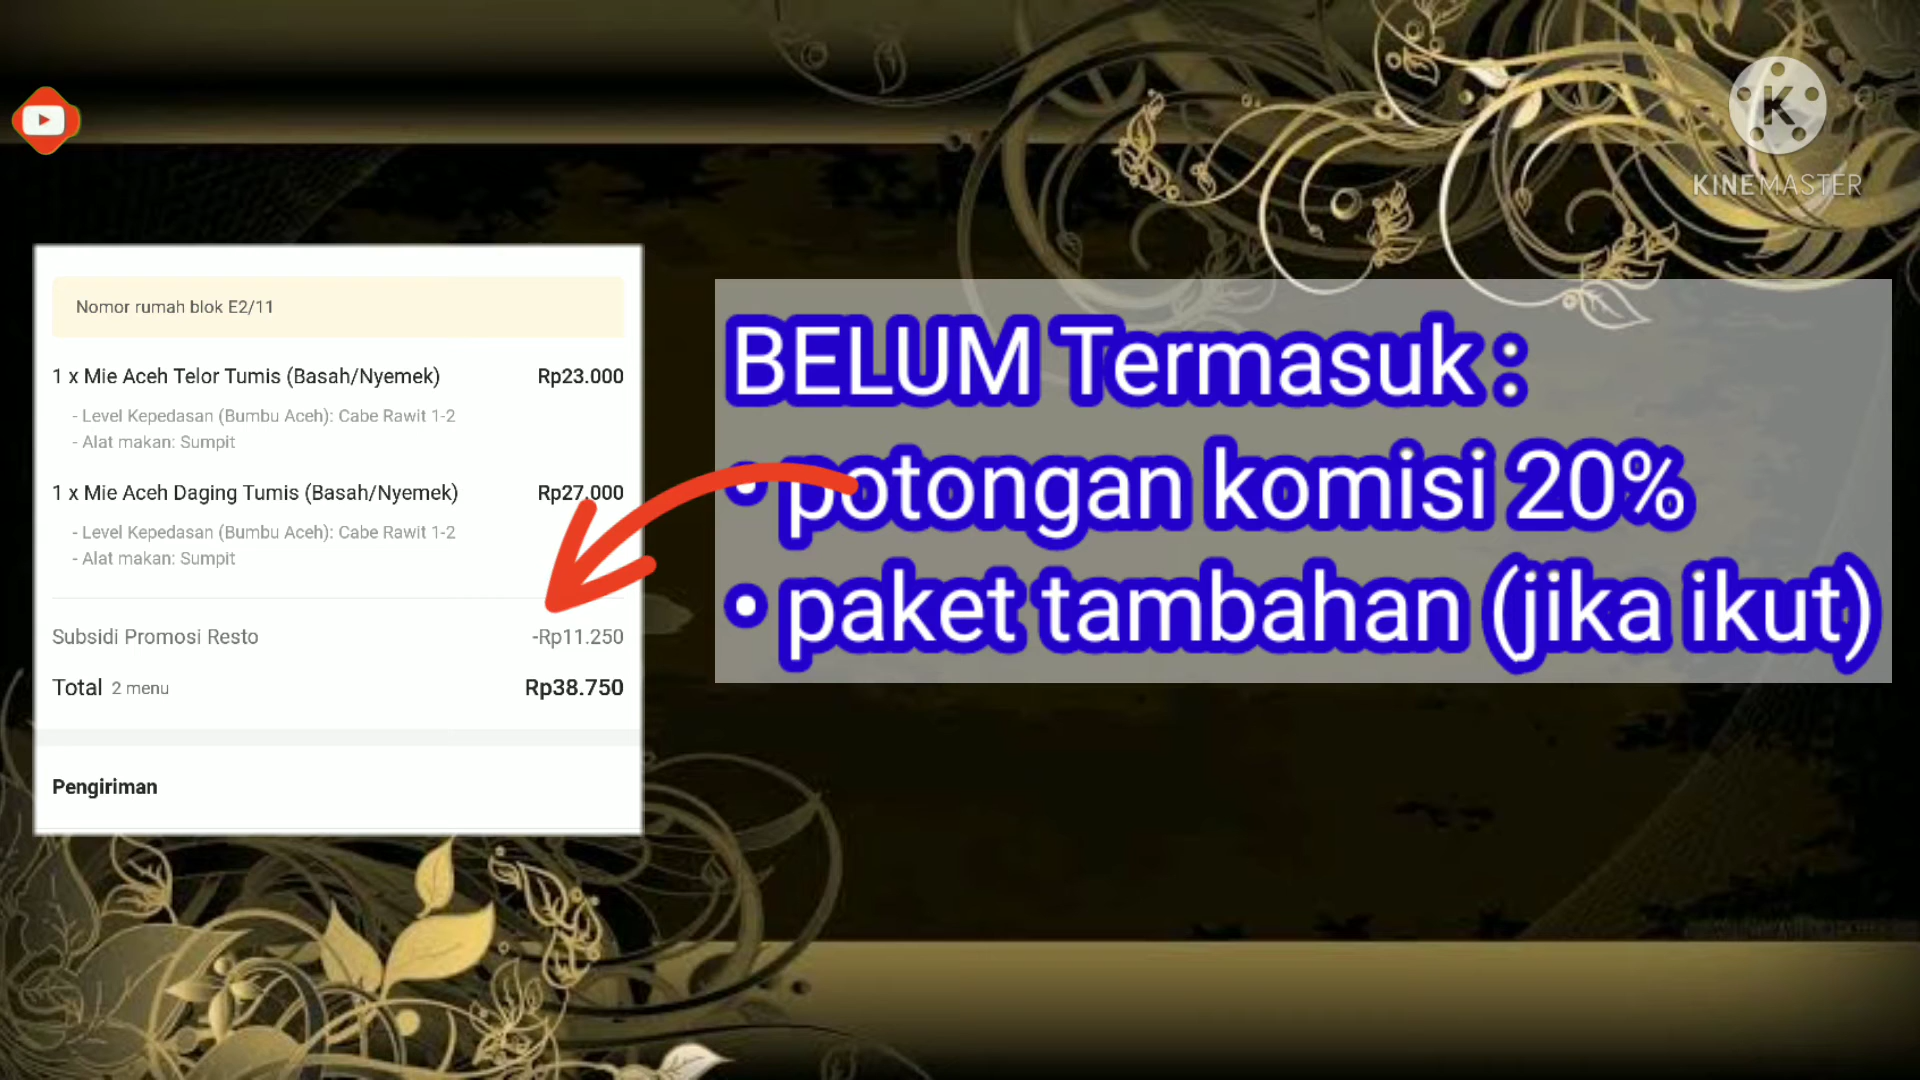 K
KINEMASTER
Nomor rumah blok E2/11
1 x Mie Aceh Telor Tumis (Basah/Nyemek) Rp23.000
- Level Kepedasan (Bumbu Aceh): Cabe Rawit 1-2
- Alat makan: Sumpit
1 x Mie Aceh Daging Tumis (Basah/Nyemek) Rp27.000
- Level Kepedasan (Bumbu Aceh): Cabe Rawit 1-2
- Alat makan: Sumpit
Subsidi Promosi Resto -Rp11.250
Total 2 menu Rp38.750
Pengiriman
BELUM Termasuk :
• potongan komisi 20%
• paket tambahan (jika ikut)